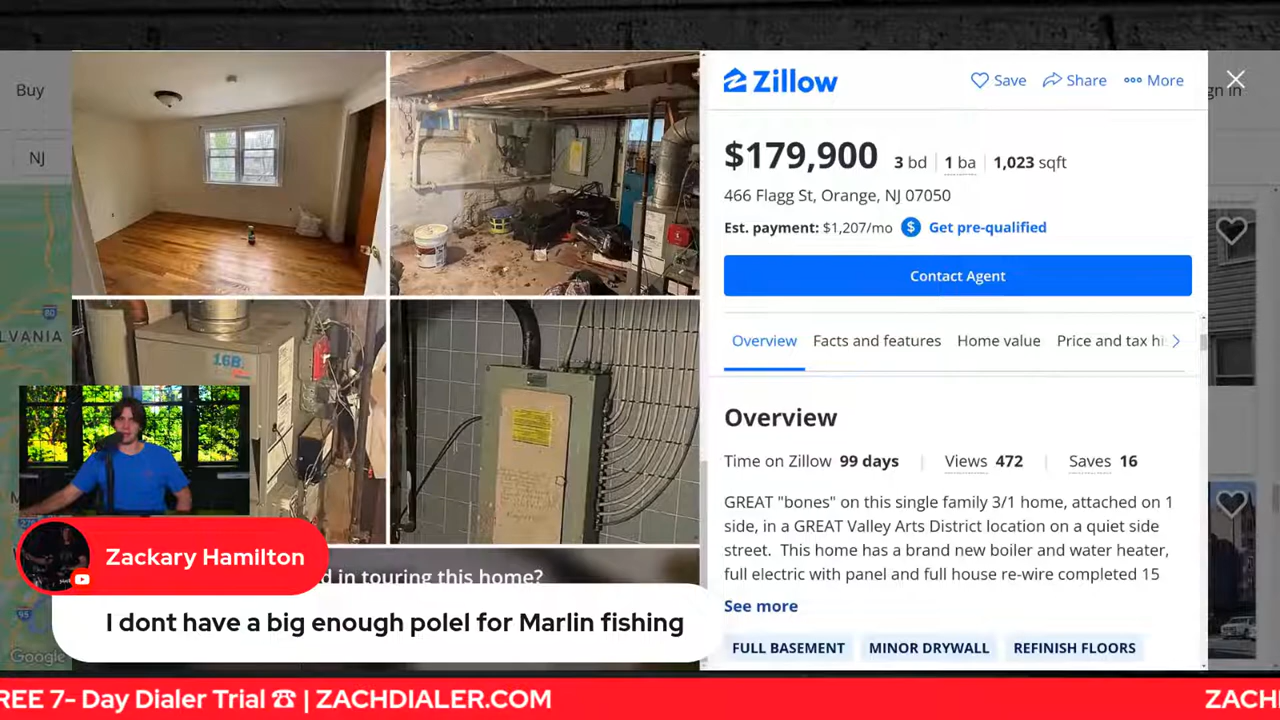 Buy
NJ
Zillow
Save
Share
More
gn in
$179,900 3 bd 1 ba 1,023 sqft
466 Flagg St, Orange, NJ 07050
Est. payment: $1,207/mo $ Get pre-qualified
Contact Agent
Overview Facts and features Home value Price and tax hi
Overview
Time on Zillow 99 days Views 472 Saves 16
GREAT "bones" on this single family 3/1 home, attached on 1
side, in a GREAT Valley Arts District location on a quiet side
street. This home has a brand new boiler and water heater,
full electric with panel and full house re-wire completed 15
See more
FULL BASEMENT MINOR DRYWALL REFINISH FLOORS
80
LVANIA
16B.
d in touring this home?
Zackary Hamilton
I dont have a big enough polel for Marlin fishing
Google
REE 7- Day Dialer Trial ☎ | ZACHDIALER.COM
ZACHI